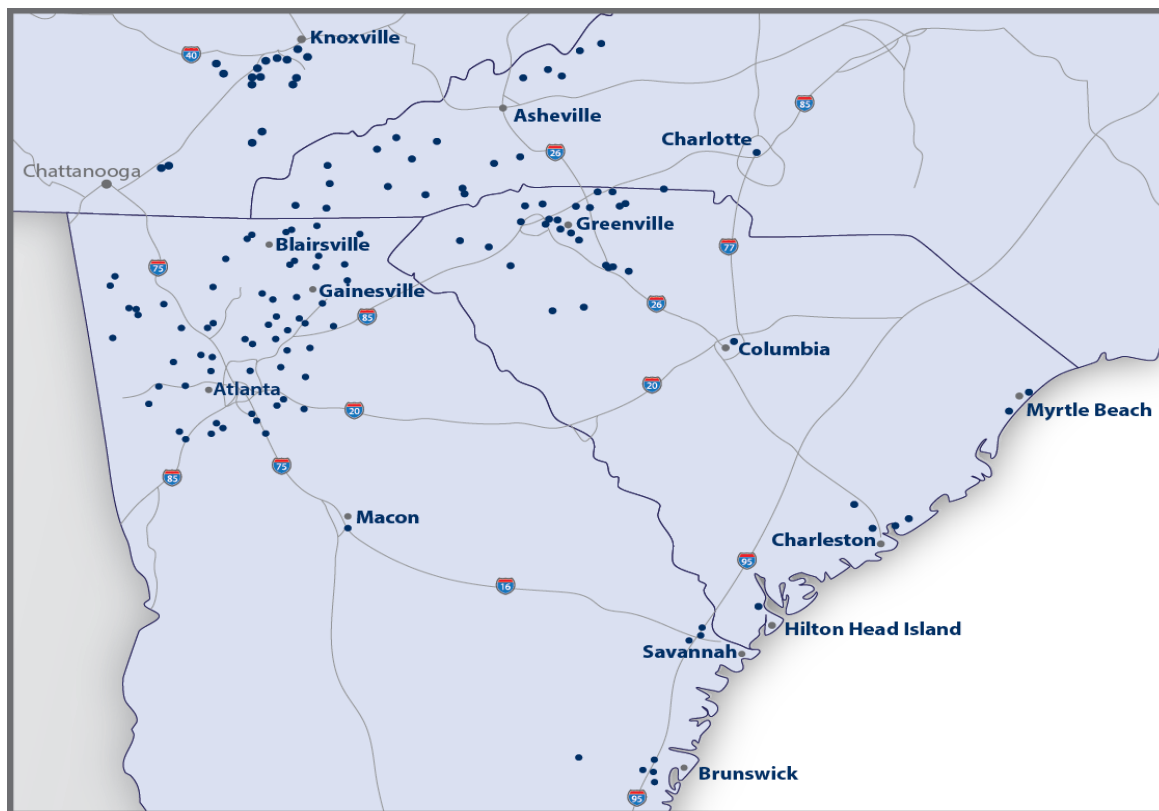 Knoxville
40
Asheville
85
Charlotte
26
Chattanooga
Greenville
Blairsville
77
75
Gainesville
26
85
Columbia
20
Atlanta
20
Myrtle Beach
75
85
Macon
Charleston
95
16
Hilton Head Island
Savannah
Brunswick
95